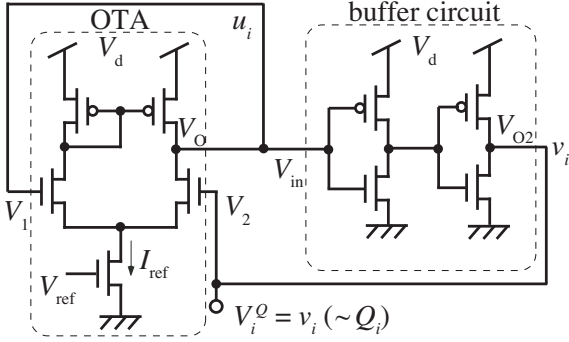 OTA
buffer circuit
u_i
V_d
V_d
V_O
V_O2
V_in
v_i
V_1
V_2
I_ref
V_ref
V_i^Q = v_i (~Q_i)